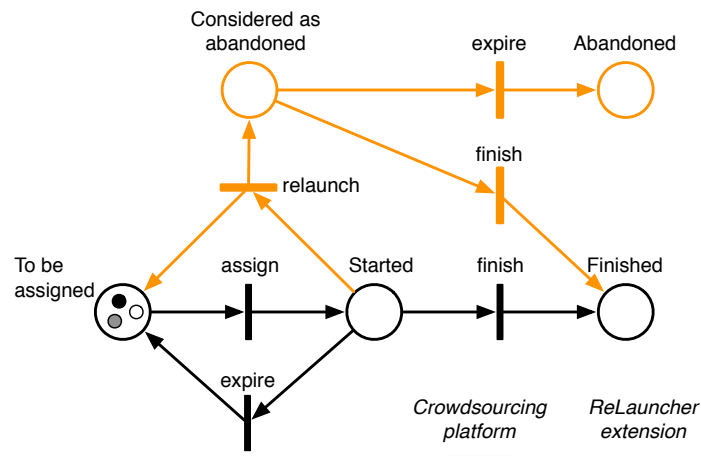 Considered as
abandoned
expire
Abandoned
finish
relaunch
To be
assigned
assign
Started
finish
Finished
expire
Crowdsourcing
platform
ReLauncher
extension